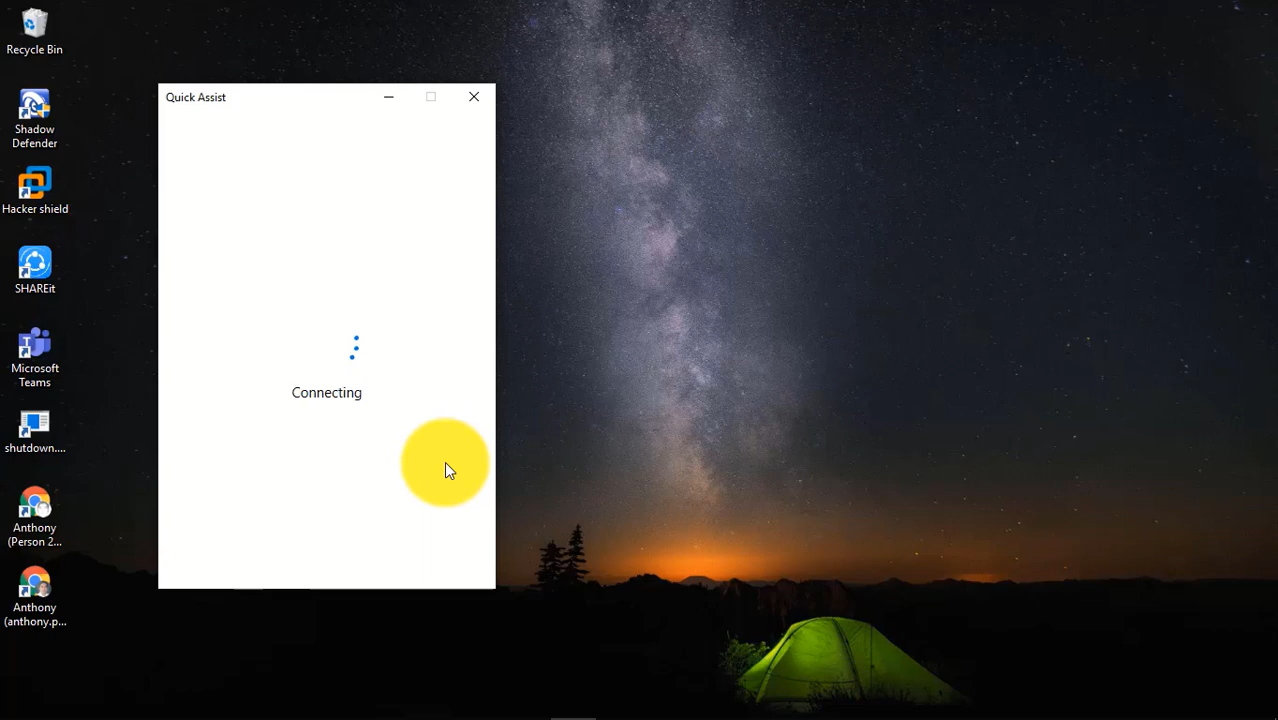 Recycle Bin
Shadow
Defender
Hacker shield
SHAREit
Microsoft
Teams
shutdown....
Anthony
(Person 2...
Anthony
(anthony.p...
Quick Assist
Connecting